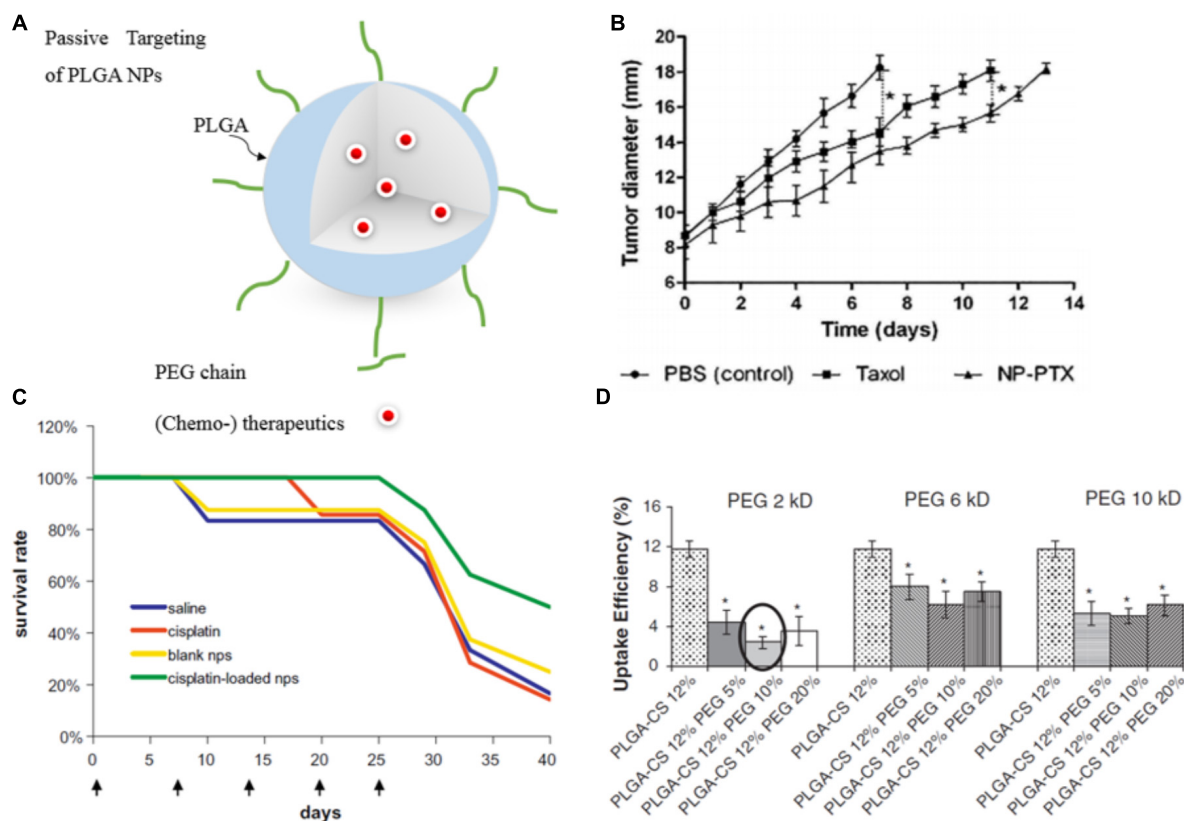 A
Passive Targeting
of PLGA NPs
PLGA
PEG chain
(Chemo-) therapeutics
B
Tumor diameter (mm)
20
18
16
14
12
10
8
6
*
*
0 2 4 6 8 10 12 14
Time (days)
PBS (control) Taxol NP-PTX
C
survival rate
120%
100%
80%
60%
40%
20%
0%
saline
cisplatin
blank nps
cisplatin-loaded nps
0 5 10 15 20 25 30 35 40
days
D
Uptake Efficiency (%)
16
12
8
4
0
PEG 2 kD
* * *
PLGA-CS 12%
PLGA-CS 12% PEG 5%
PLGA-CS 12% PEG 10%
PLGA-CS 12% PEG 20%
PEG 6 kD
* * *
PLGA-CS 12%
PLGA-CS 12% PEG 5%
PLGA-CS 12% PEG 10%
PLGA-CS 12% PEG 20%
PEG 10 kD
* * *
PLGA-CS 12%
PLGA-CS 12% PEG 5%
PLGA-CS 12% PEG 10%
PLGA-CS 12% PEG 20%